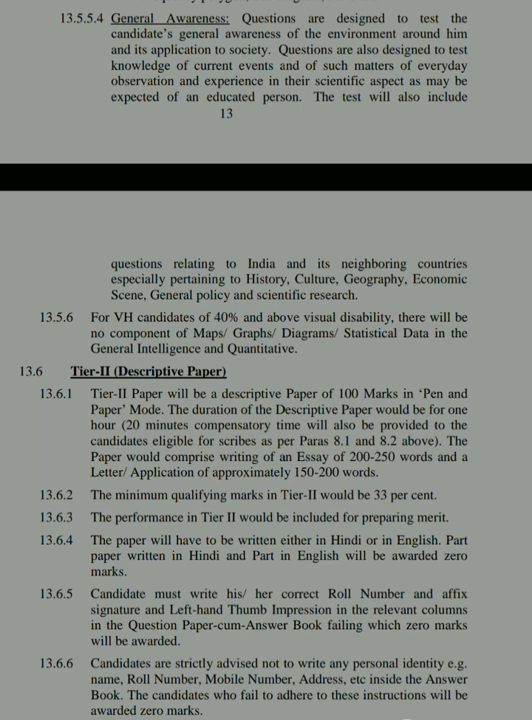 13.5.5.4 General Awareness: Questions are designed to test the
candidate's general awareness of the environment around him
and its application to society. Questions are also designed to test
knowledge of current events and of such matters of everyday
observation and experience in their scientific aspect as may be
expected of an educated person. The test will also include
13
questions relating to India and its neighboring countries
especially pertaining to History, Culture, Geography, Economic
Scene, General policy and scientific research.
13.5.6 For VH candidates of 40% and above visual disability, there will be
no component of Maps/ Graphs/ Diagrams/ Statistical Data in the
General Intelligence and Quantitative.
13.6 Tier-II (Descriptive Paper)
13.6.1 Tier-II Paper will be a descriptive Paper of 100 Marks in ‘Pen and
Paper’ Mode. The duration of the Descriptive Paper would be for one
hour (20 minutes compensatory time will also be provided to the
candidates eligible for scribes as per Paras 8.1 and 8.2 above). The
Paper would comprise writing of an Essay of 200-250 words and a
Letter/ Application of approximately 150-200 words.
13.6.2 The minimum qualifying marks in Tier-II would be 33 per cent.
13.6.3 The performance in Tier II would be included for preparing merit.
13.6.4 The paper will have to be written either in Hindi or in English. Part
paper written in Hindi and Part in English will be awarded zero
marks.
13.6.5 Candidate must write his/ her correct Roll Number and affix
signature and Left-hand Thumb Impression in the relevant columns
in the Question Paper-cum-Answer Book failing which zero marks
will be awarded.
13.6.6 Candidates are strictly advised not to write any personal identity e.g.
name, Roll Number, Mobile Number, Address, etc inside the Answer
Book. The candidates who fail to adhere to these instructions will be
awarded zero marks.